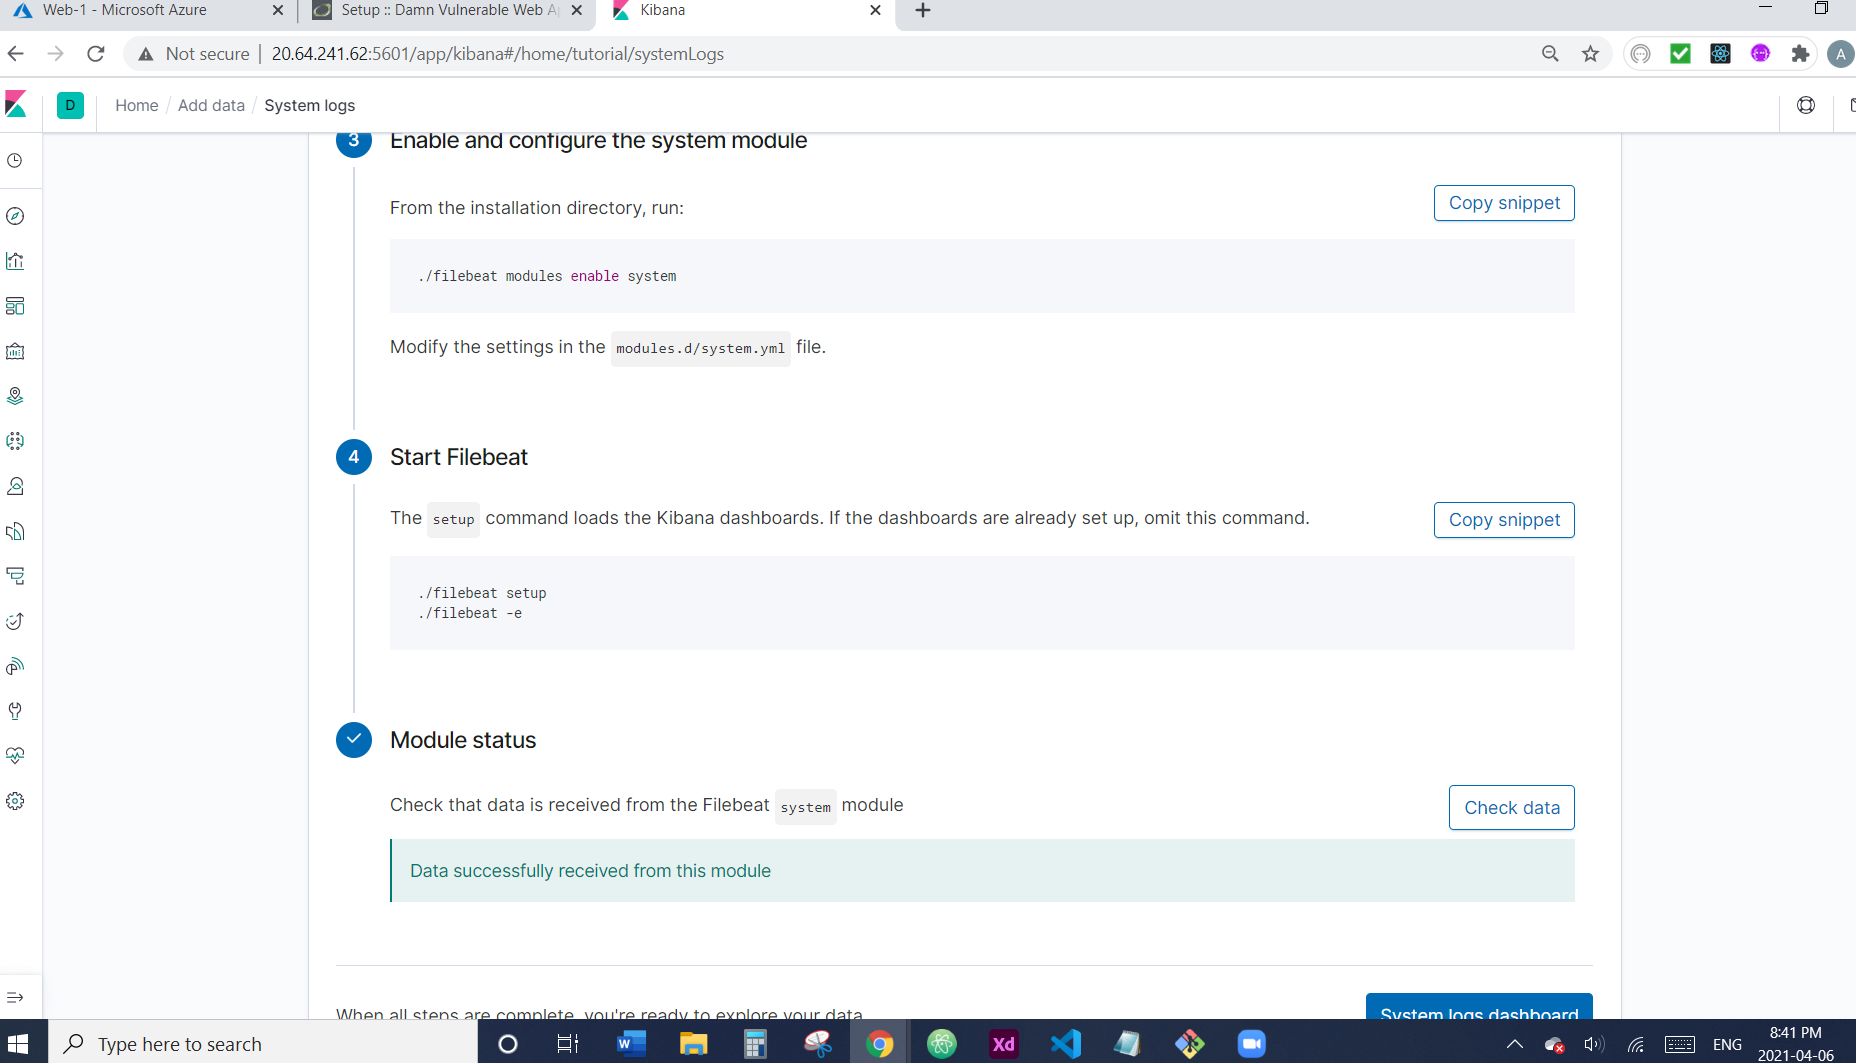 Web-1 - Microsoft Azure
Setup :: Damn Vulnerable Web A
Kibana
Not secure
20.64.241.62:5601/app/kibana#/home/tutorial/systemLogs
A
D
Home / Add data / System logs
3
Enable and configure the system module
From the installation directory, run:
Copy snippet
./filebeat modules enable system
Modify the settings in the modules.d/system.yml file.
4
Start Filebeat
The setup command loads the Kibana dashboards. If the dashboards are already set up, omit this command.
Copy snippet
./filebeat setup
./filebeat -e
Module status
Check that data is received from the Filebeat system module
Check data
Data successfully received from this module
When all steps are complete, you're ready to explore your data.
System logs dashboard
Type here to search
W
Xd
ENG
8:41 PM
2021-04-06